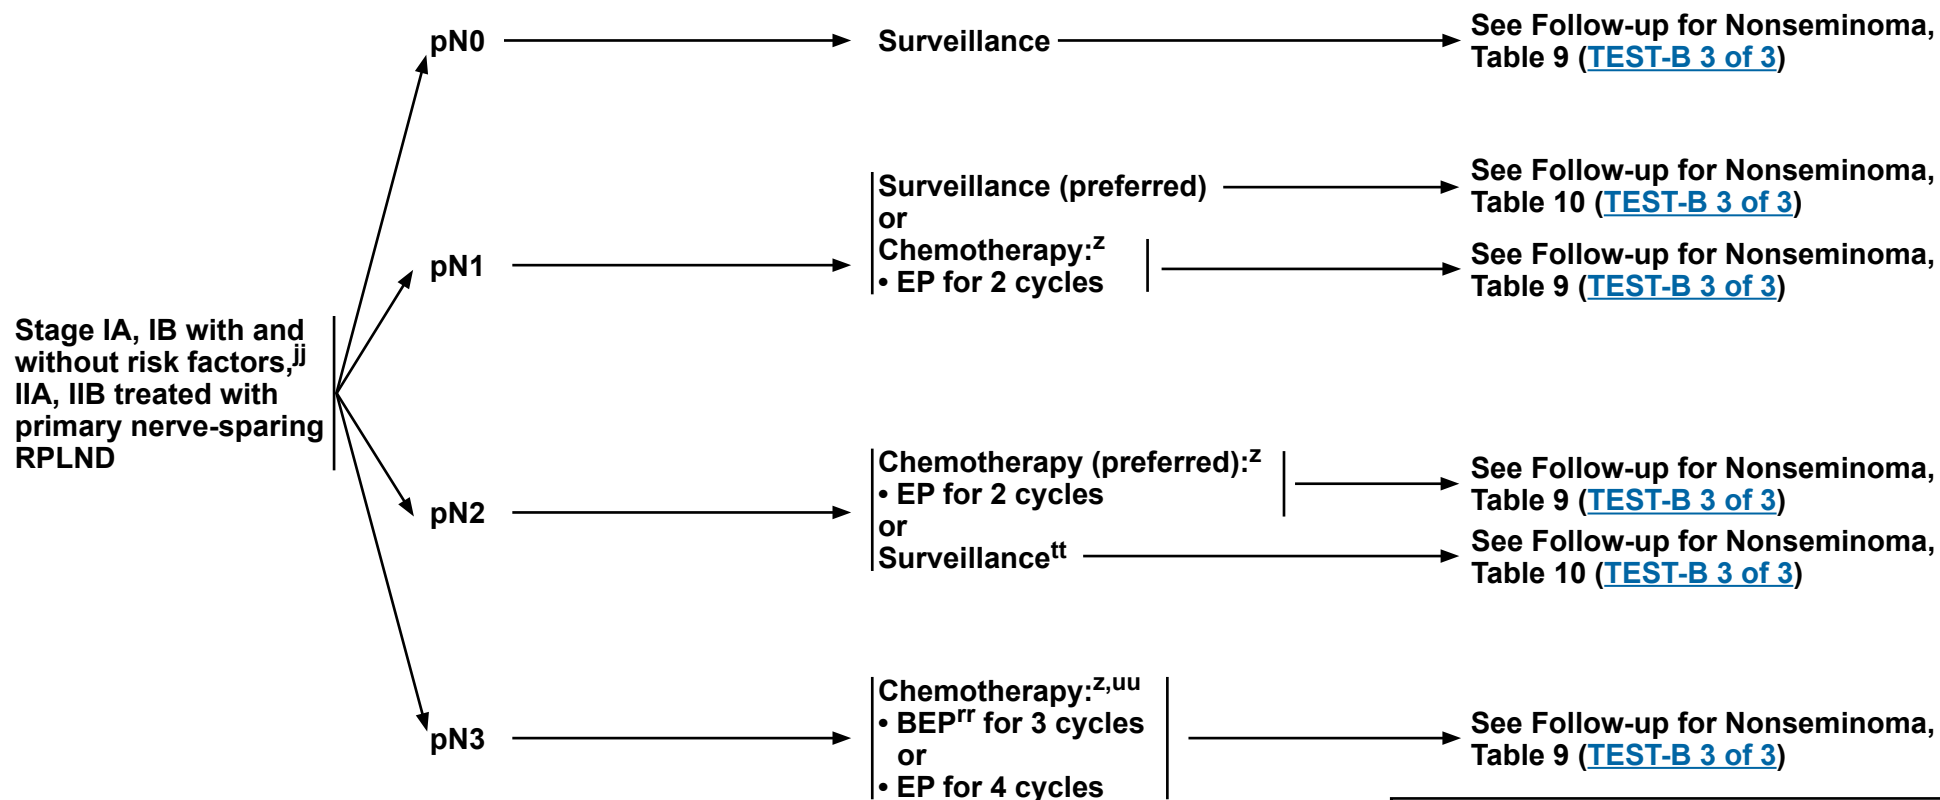 Stage IA, IB with and
without risk factors,jj
IIA, IIB treated with
primary nerve-sparing
RPLND
pN0
Surveillance
See Follow-up for Nonseminoma,
Table 9 (TEST-B 3 of 3)
pN1
Surveillance (preferred)
or
Chemotherapy:z
• EP for 2 cycles
See Follow-up for Nonseminoma,
Table 10 (TEST-B 3 of 3)
See Follow-up for Nonseminoma,
Table 9 (TEST-B 3 of 3)
pN2
Chemotherapy (preferred):z
• EP for 2 cycles
or
Surveillancett
See Follow-up for Nonseminoma,
Table 9 (TEST-B 3 of 3)
See Follow-up for Nonseminoma,
Table 10 (TEST-B 3 of 3)
pN3
Chemotherapy:z,uu
• BEPrr for 3 cycles
or
• EP for 4 cycles
See Follow-up for Nonseminoma,
Table 9 (TEST-B 3 of 3)